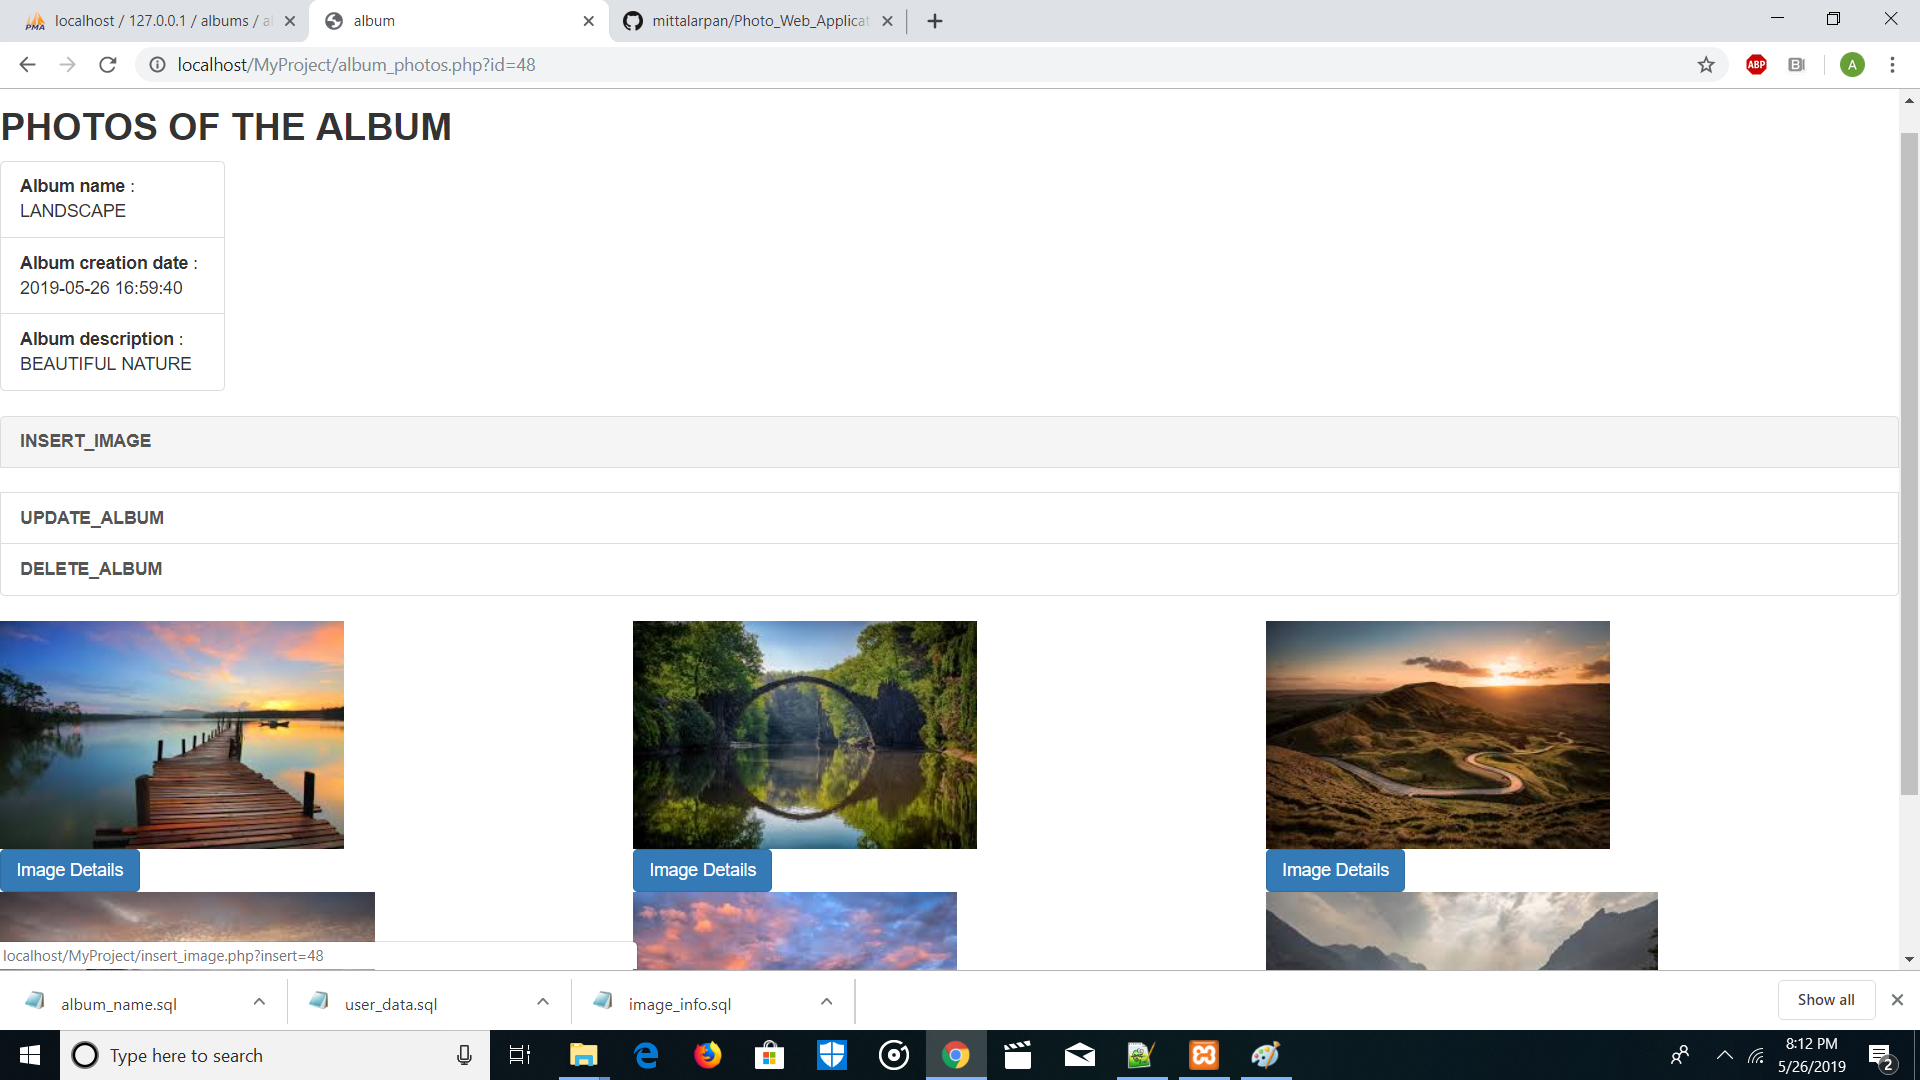 localhost / 127.0.0.1 / albums / al
album
mittalarpan/Photo_Web_Applicat
localhost/MyProject/album_photos.php?id=48
ABP
B
A
PHOTOS OF THE ALBUM
Album name :
LANDSCAPE
Album creation date :
2019-05-26 16:59:40
Album description :
BEAUTIFUL NATURE
INSERT_IMAGE
UPDATE_ALBUM
DELETE_ALBUM
Image Details
Image Details
Image Details
localhost/MyProject/insert_image.php?insert=48
album_name.sql
user_data.sql
image_info.sql
Show all
Type here to search
8:12 PM
5/26/2019
2